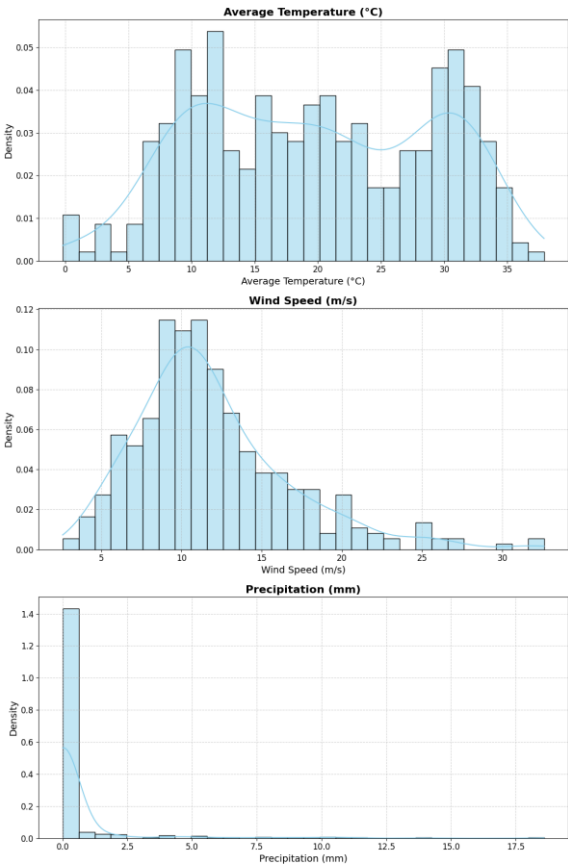 Average Temperature (°C)
0.05
0.04
0.03
0.02
0.01
0.00
Density
0 5 10 15 20 25 30 35
Average Temperature (°C)
Wind Speed (m/s)
0.12
0.10
0.08
0.06
0.04
0.02
0.00
Density
5 10 15 20 25 30
Wind Speed (m/s)
Precipitation (mm)
1.4
1.2
1.0
0.8
0.6
0.4
0.2
0.0
Density
0.0 2.5 5.0 7.5 10.0 12.5 15.0 17.5
Precipitation (mm)